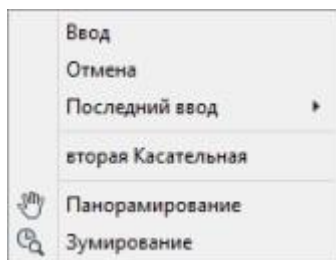 Ввод
Отмена
Последний ввод
вторая Касательная
Панорамирование
Зумирование